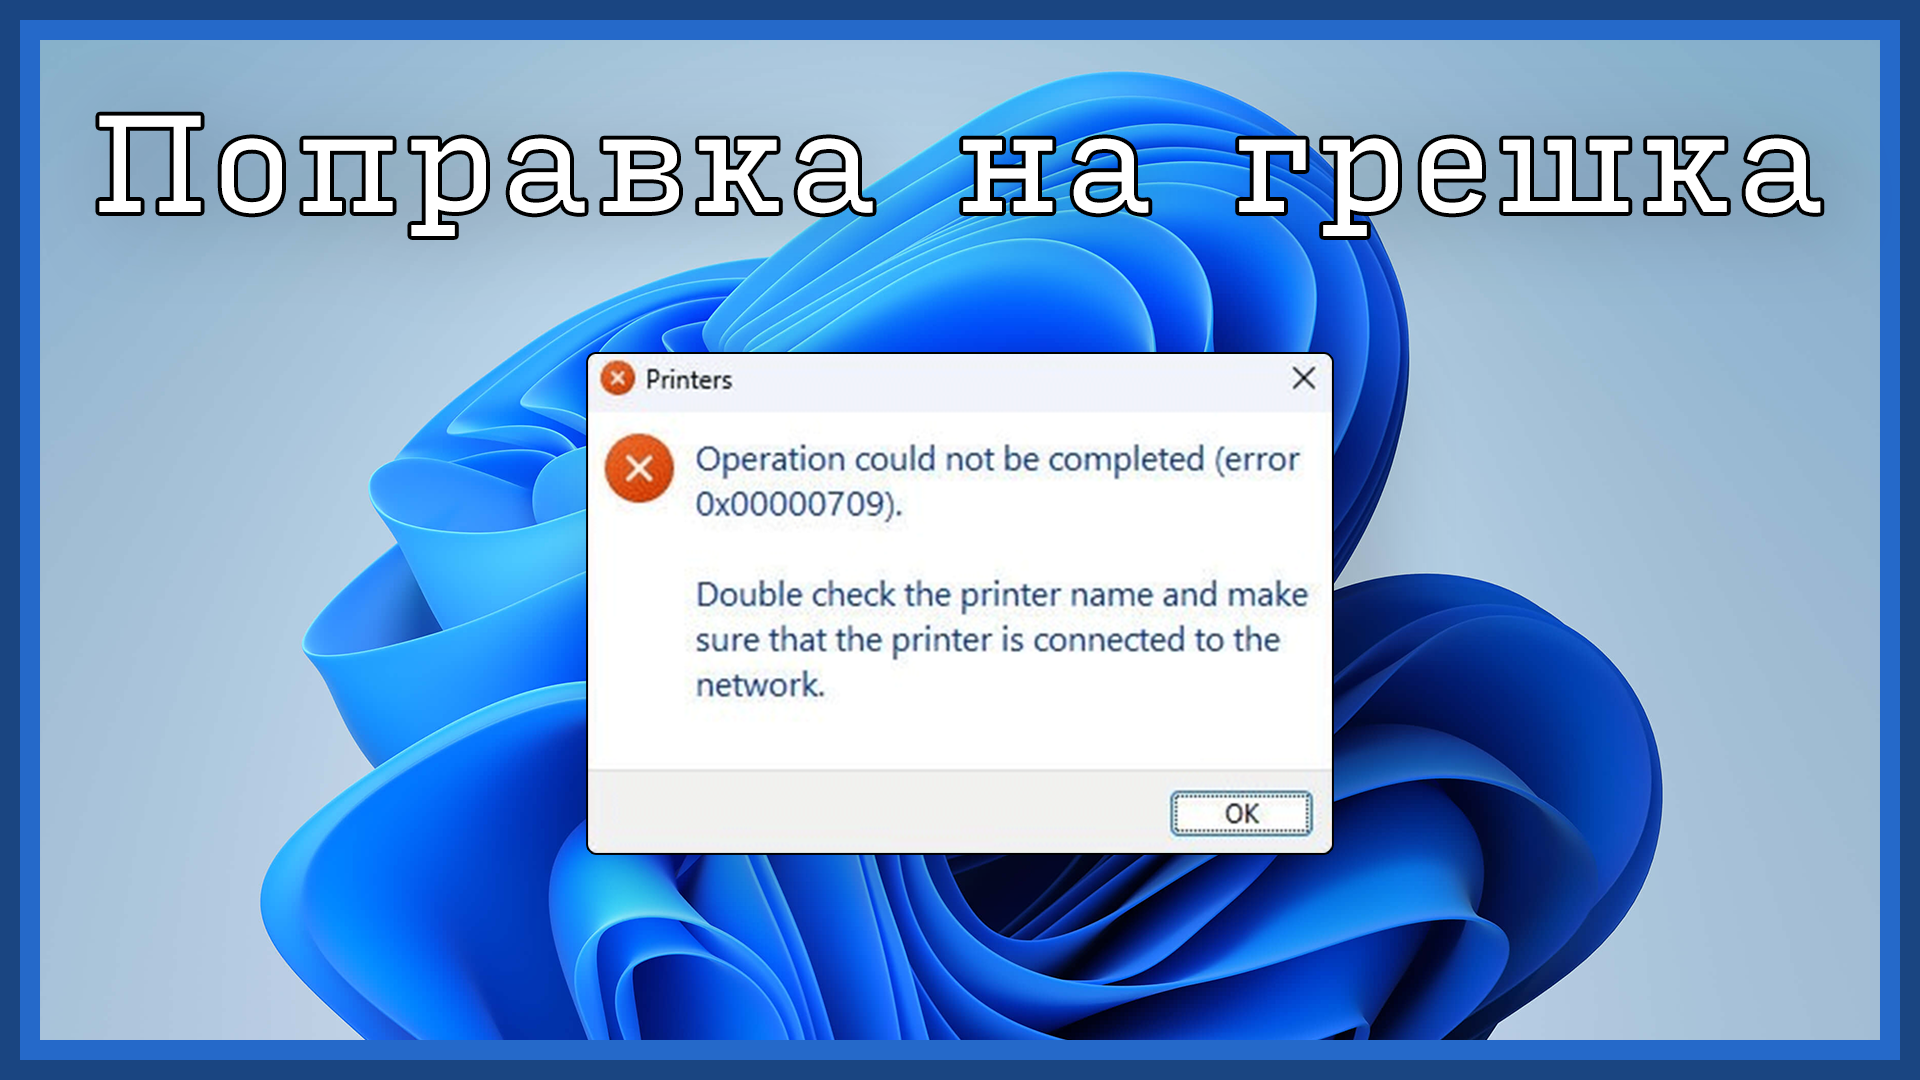 Поправка на грешка
Printers
Operation could not be completed (error
0x00000709).
Double check the printer name and make
sure that the printer is connected to the
network.
OK